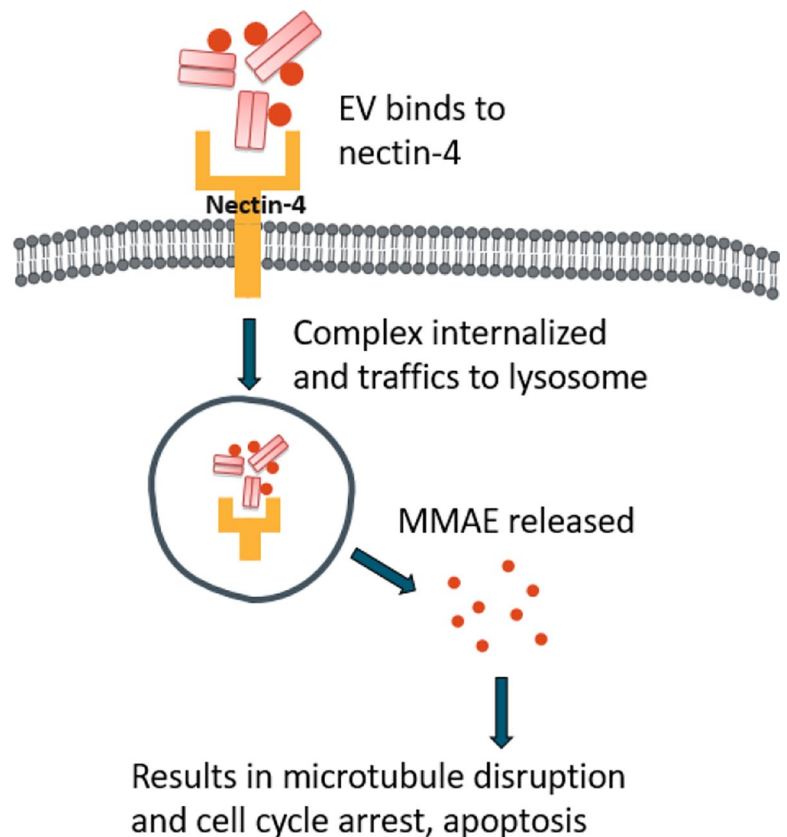 EV binds to
nectin-4
Nectin-4
Complex internalized
and traffics to lysosome
MMAE released
Results in microtubule disruption
and cell cycle arrest, apoptosis